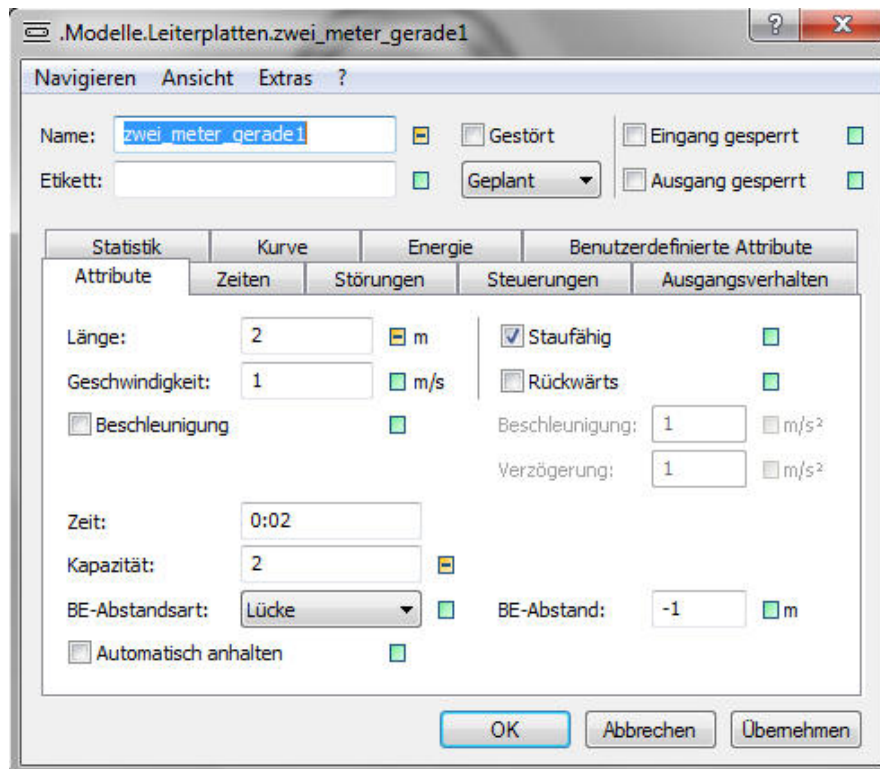 .Modelle.Leiterplatten.zwei_meter_gerade1 ? X
Navigieren Ansicht Extras ?
Name: zwei_meter_gerade1 Gestört Eingang gesperrt
Etikett: Geplant Ausgang gesperrt
Statistik Kurve Energie Benutzerdefinierte Attribute
Attribute Zeiten Störungen Steuerungen Ausgangsverhalten
Länge: 2 m Staufähig
Geschwindigkeit: 1 m/s Rückwärts
Beschleunigung Beschleunigung: 1 m/s²
Verzögerung: 1 m/s²
Zeit: 0:02
Kapazität: 2
BE-Abstandsart: Lücke BE-Abstand: -1 m
Automatisch anhalten
OK Abbrechen Übernehmen